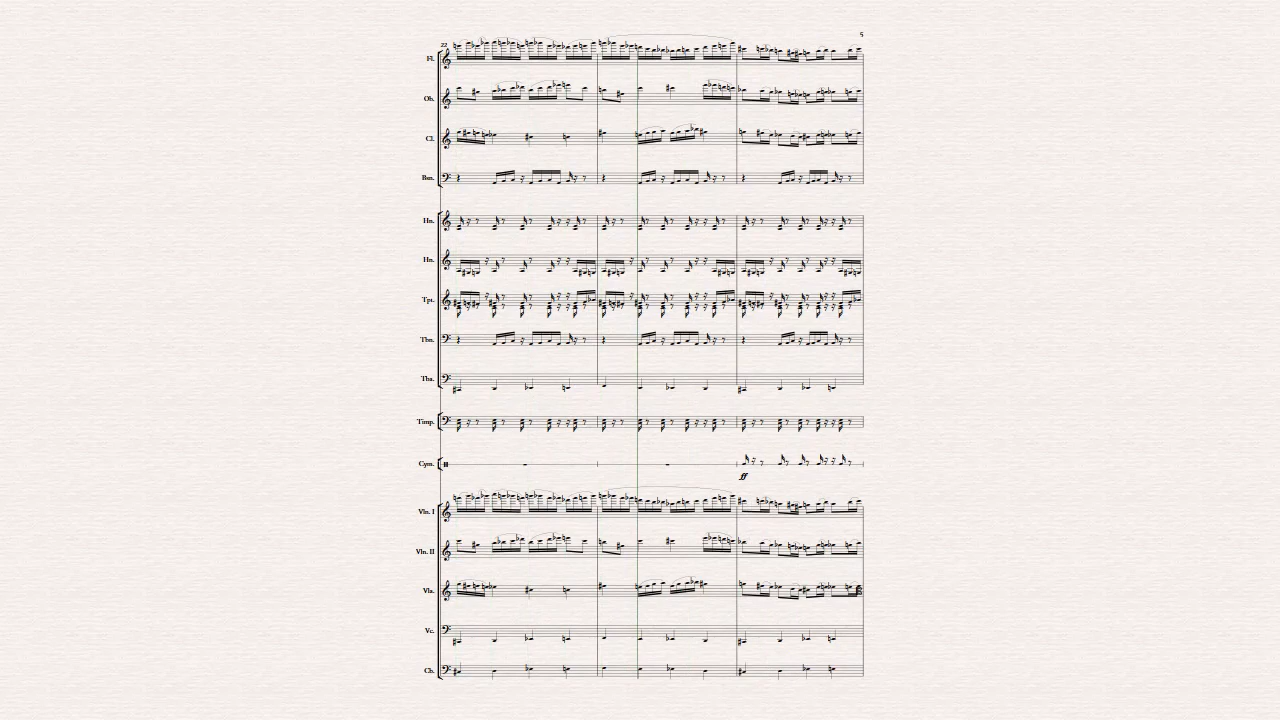 5
22
Fl.
Ob.
Cl.
Bsn.
Hn.
Hn.
Tpt.
Tbn.
Tba.
Timp.
Cym.
ff
Vln. I
Vln. II
Vla.
Vc.
Cb.